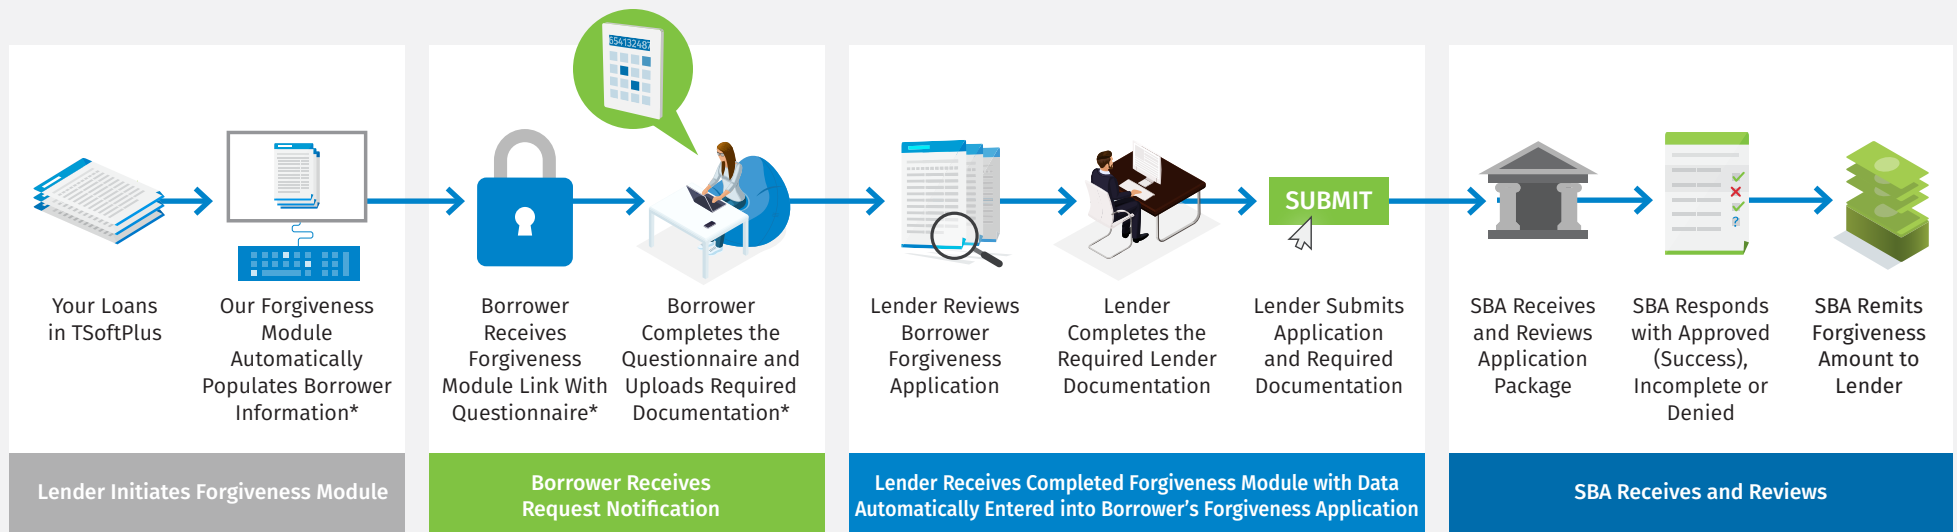 654132487
SUBMIT
Your Loans
in TSoftPlus
Our Forgiveness
Module
Automatically
Populates Borrower
Information*
Borrower
Receives
Forgiveness
Module Link With
Questionnaire*
Borrower
Completes the
Questionnaire and
Uploads Required
Documentation*
Lender Reviews
Borrower
Forgiveness
Application
Lender
Completes the
Required Lender
Documentation
Lender Submits
Application
and Required
Documentation
SBA Receives
and Reviews
Application
Package
SBA Responds
with Approved
(Success),
Incomplete or
Denied
SBA Remits
Forgiveness
Amount to
Lender
Lender Initiates Forgiveness Module
Borrower Receives
Request Notification
Lender Receives Completed Forgiveness Module with Data
Automatically Entered into Borrower's Forgiveness Application
SBA Receives and Reviews